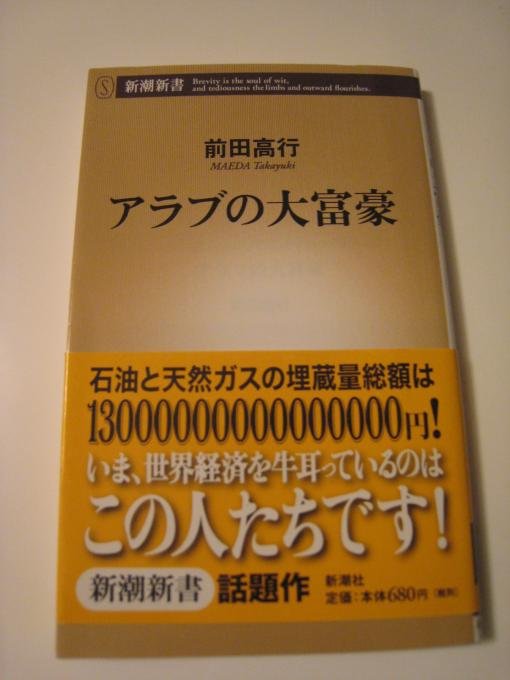 S
新潮新書
Brevity is the soul of wit,
and tediousness the limbs and outward flourishes.
前田高行
MAEDA Takayuki
アラブの大富豪
石油と天然ガスの埋蔵量総額は
13000000000000000円!
いま、世界経済を牛耳っているのは
この人たちです!
新潮新書 話題作
新潮社
定価:本体680円(税別)